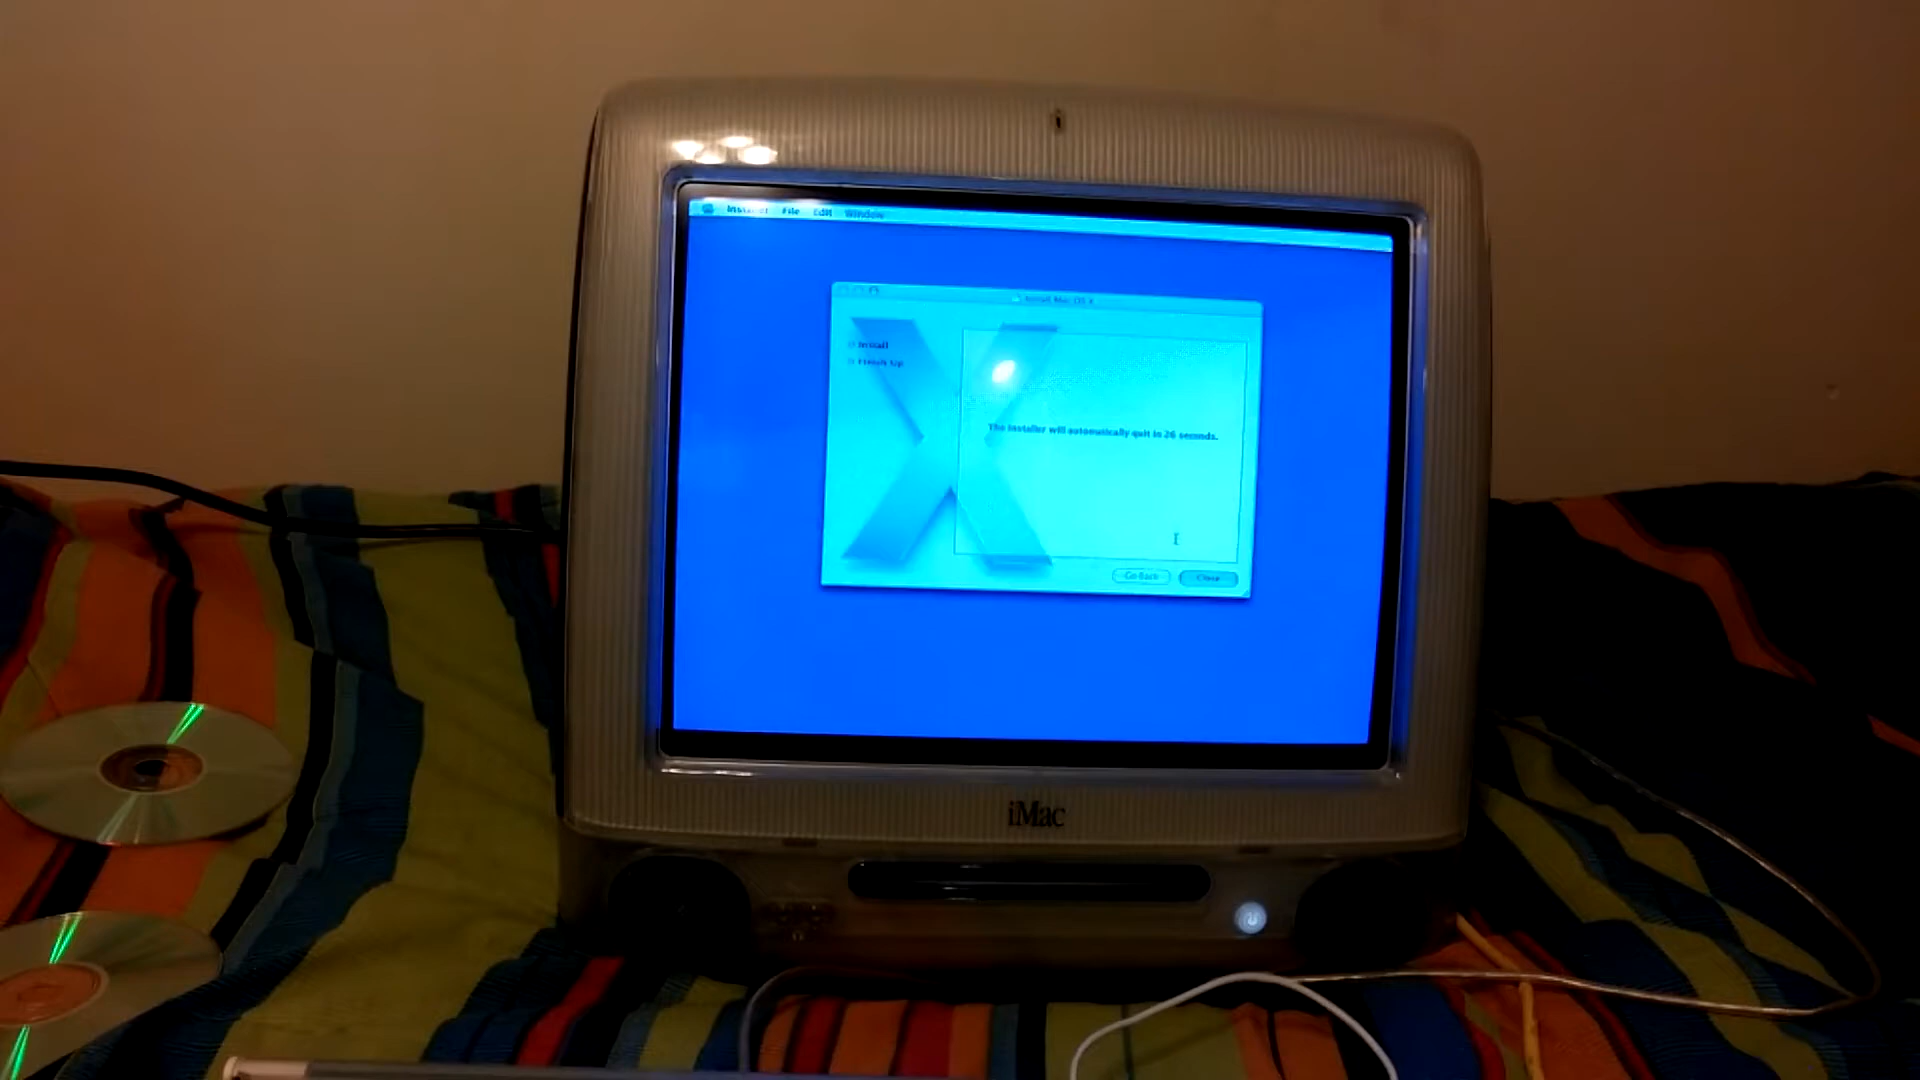 Installer File Edit Window
Install Mac OS X
Install
Finish Up
The installer will automatically quit in 26 seconds.
Go Back Close
iMac